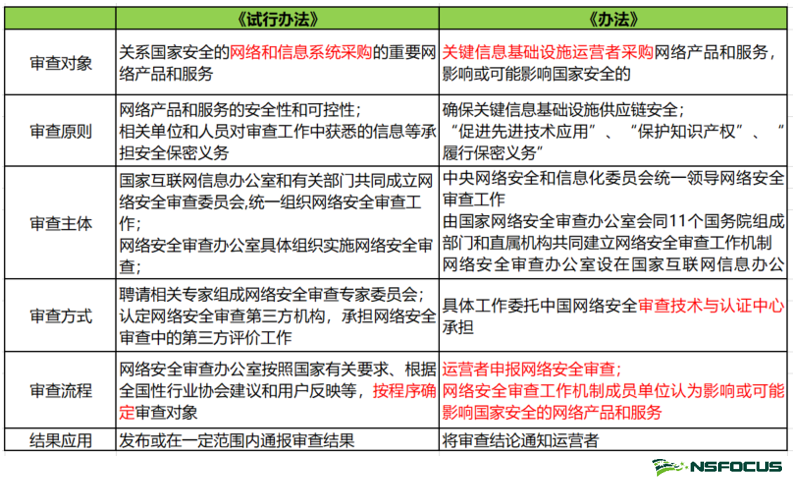 《试行办法》 《办法》
审查对象
关系国家安全的网络和信息系统采购的重要网
络产品和服务
关键信息基础设施运营者采购网络产品和服务，
影响或可能影响国家安全的
审查原则
网络产品和服务的安全性和可控性；
相关单位和人员对审查工作中获悉的信息等承
担安全保密义务
确保关键信息基础设施供应链安全；
“促进先进技术应用”、“保护知识产权”、“
履行保密义务”
审查主体
国家互联网信息办公室和有关部门共同成立网
络安全审查委员会,统一组织网络安全审查工
作；
网络安全审查办公室具体组织实施网络安全审
查；
中央网络安全和信息化委员会统一领导网络安全
审查工作
由国家网络安全审查办公室会同11个国务院组成
部门和直属机构共同建立网络安全审查工作机制
网络安全审查办公室设在国家互联网信息办公
审查方式
聘请相关专家组成网络安全审查专家委员会；
认定网络安全审查第三方机构，承担网络安全
审查中的第三方评价工作
具体工作委托中国网络安全审查技术与认证中心
承担
审查流程
网络安全审查办公室按照国家有关要求、根据
全国性行业协会建议和用户反映等，按程序确
定审查对象
运营者申报网络安全审查；
网络安全审查工作机制成员单位认为影响或可能
影响国家安全的网络产品和服务
结果应用
发布或在一定范围内通报审查结果
将审查结论通知运营者
NSFOCUS